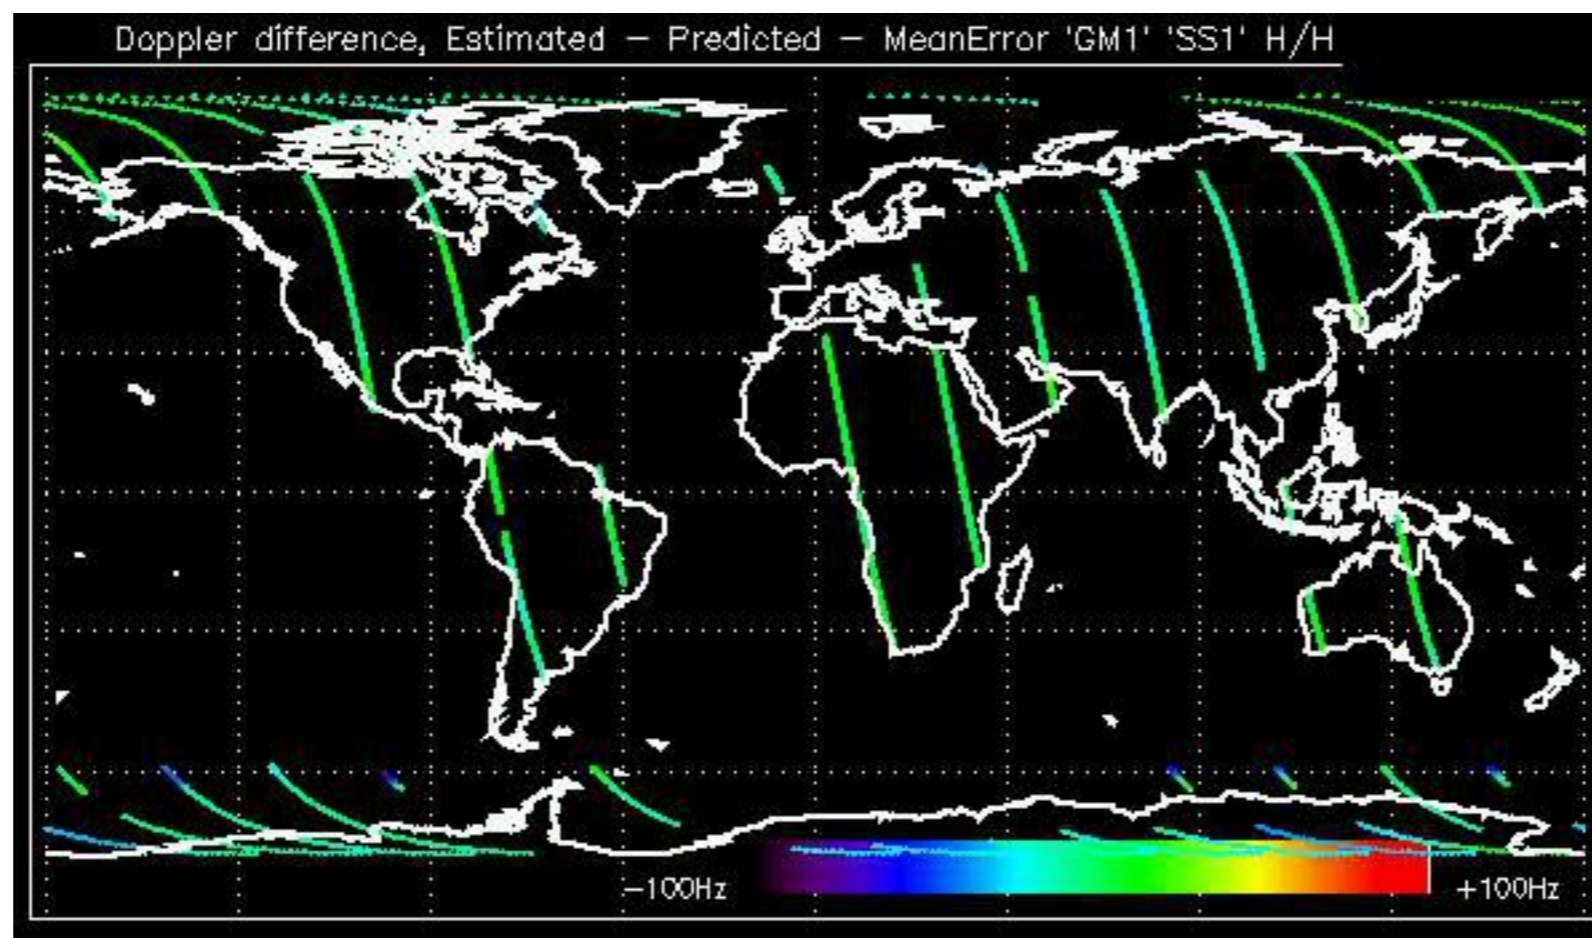 Doppler difference, Estimated − Predicted − MeanError 'GM1' 'SS1' H/H
−100Hz
+100Hz